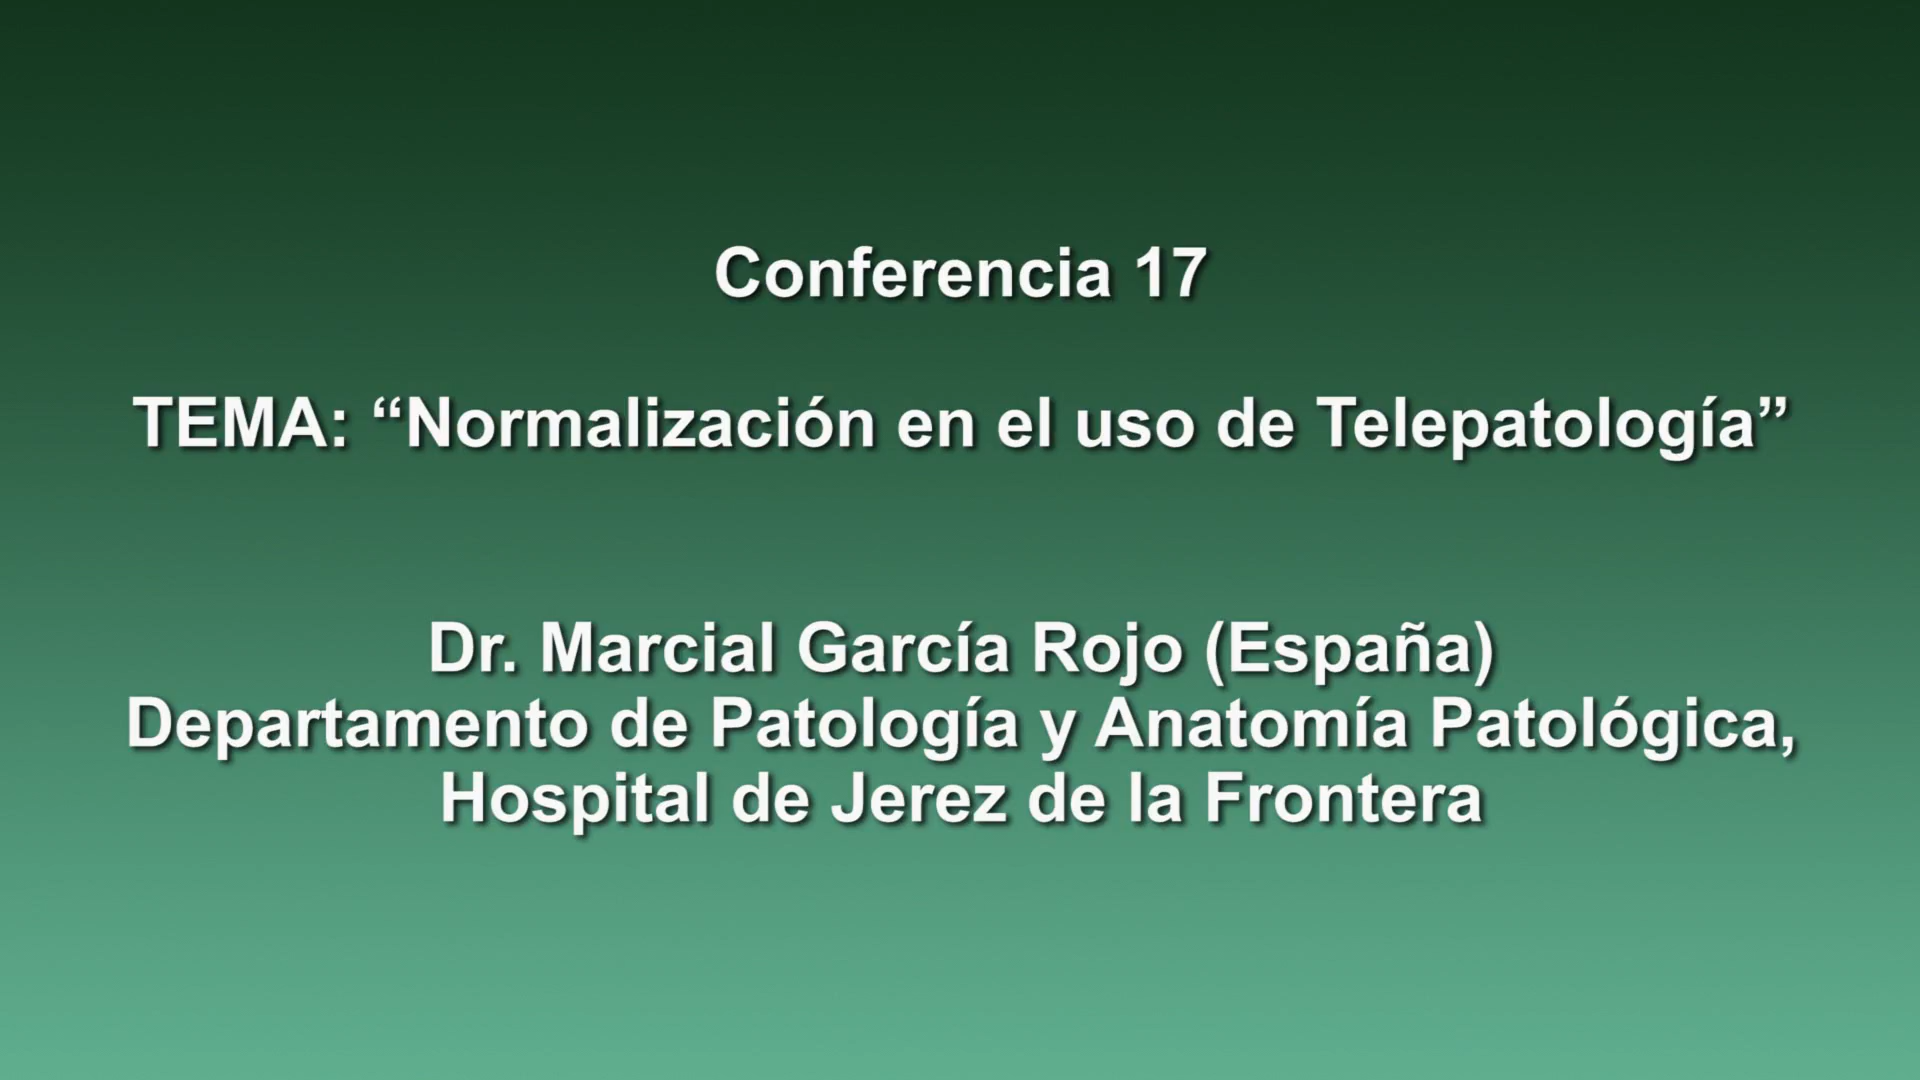 Conferencia 17
TEMA: “Normalización en el uso de Telepatología”
Dr. Marcial García Rojo (España)
Departamento de Patología y Anatomía Patológica,
Hospital de Jerez de la Frontera